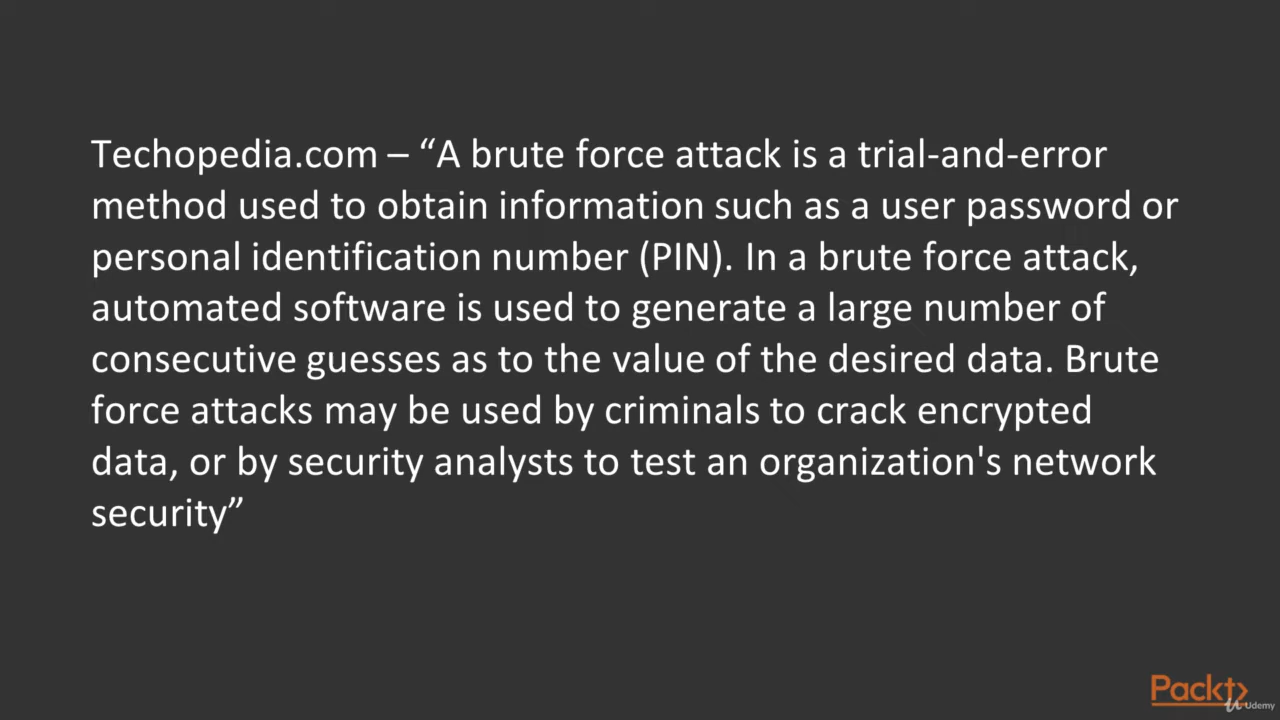 Techopedia.com – “A brute force attack is a trial-and-error
method used to obtain information such as a user password or
personal identification number (PIN). In a brute force attack,
automated software is used to generate a large number of
consecutive guesses as to the value of the desired data. Brute
force attacks may be used by criminals to crack encrypted
data, or by security analysts to test an organization's network
security”
Packt
Udemy